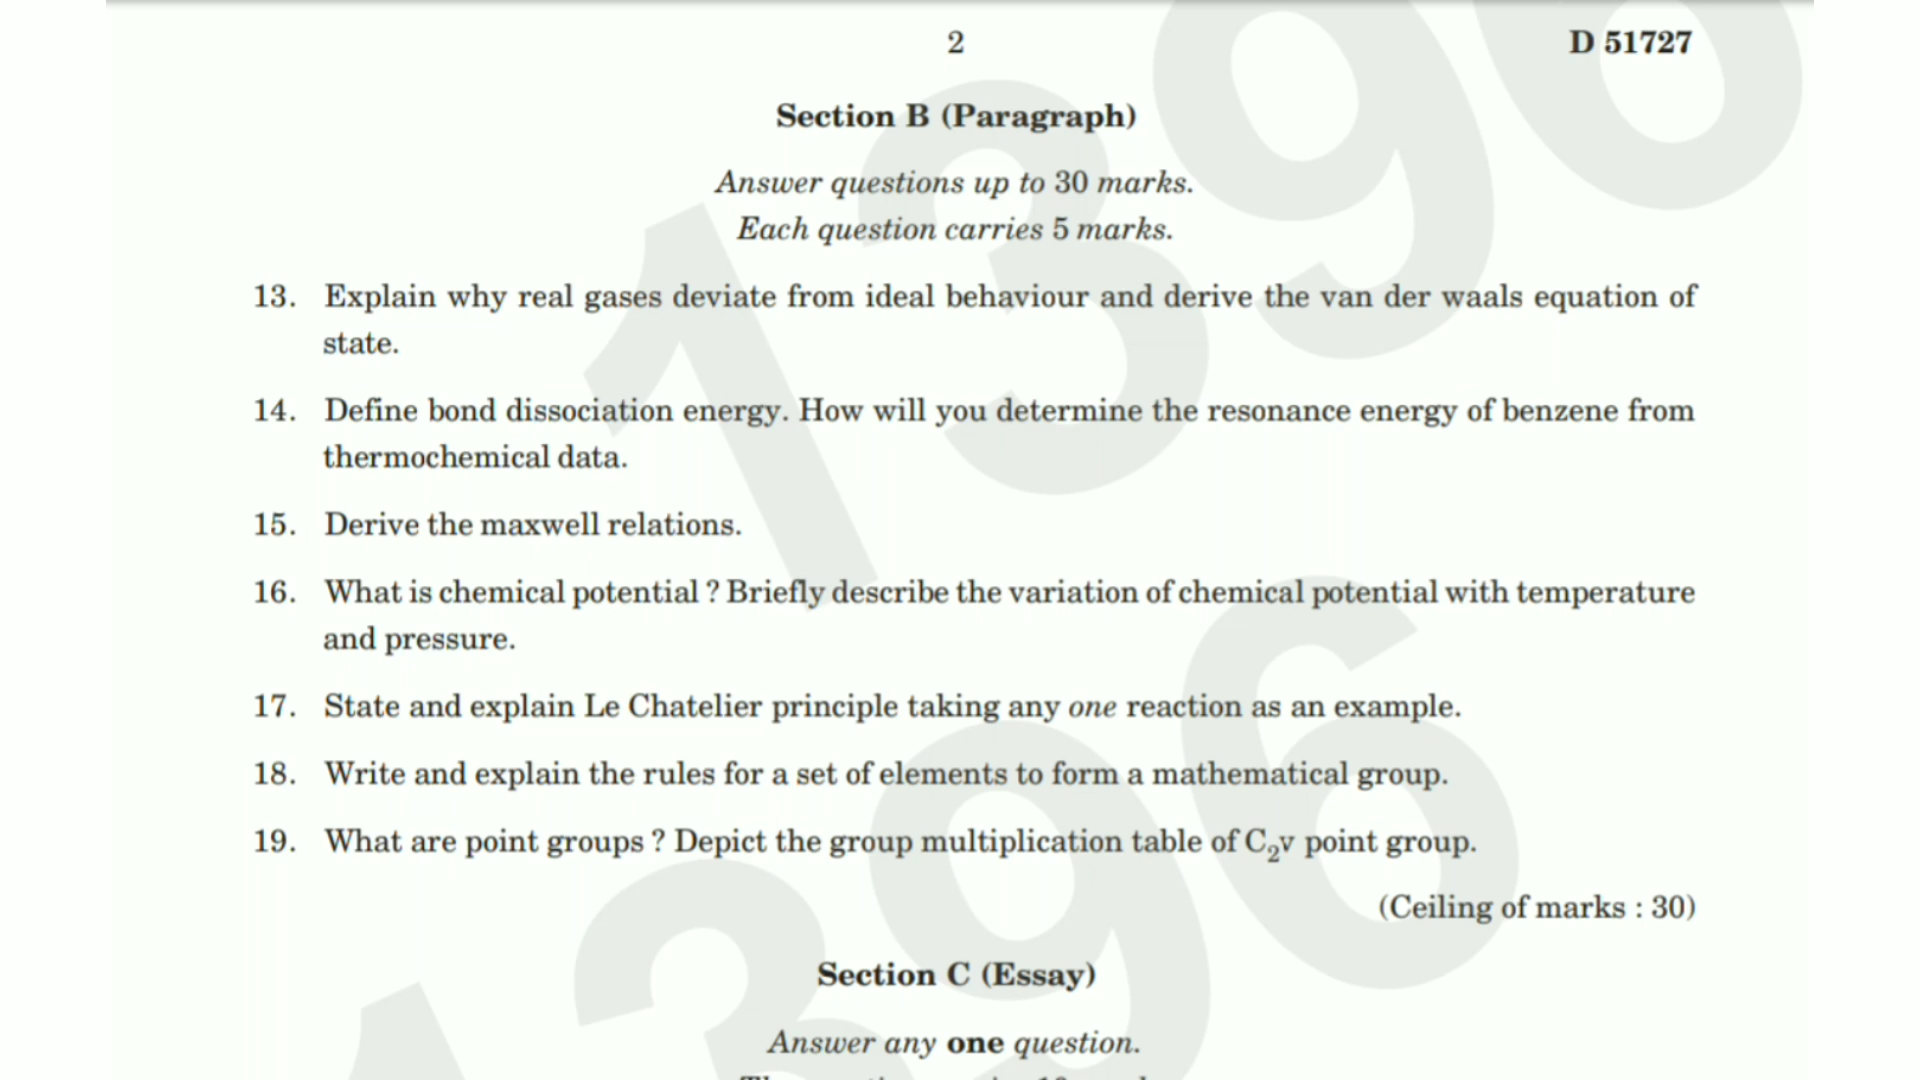 2
D 51727
Section B (Paragraph)
Answer questions up to 30 marks.
Each question carries 5 marks.
13. Explain why real gases deviate from ideal behaviour and derive the van der waals equation of
state.
14. Define bond dissociation energy. How will you determine the resonance energy of benzene from
thermochemical data.
15. Derive the maxwell relations.
16. What is chemical potential ? Briefly describe the variation of chemical potential with temperature
and pressure.
17. State and explain Le Chatelier principle taking any one reaction as an example.
18. Write and explain the rules for a set of elements to form a mathematical group.
19. What are point groups ? Depict the group multiplication table of C₂v point group.
(Ceiling of marks : 30)
Section C (Essay)
Answer any one question.